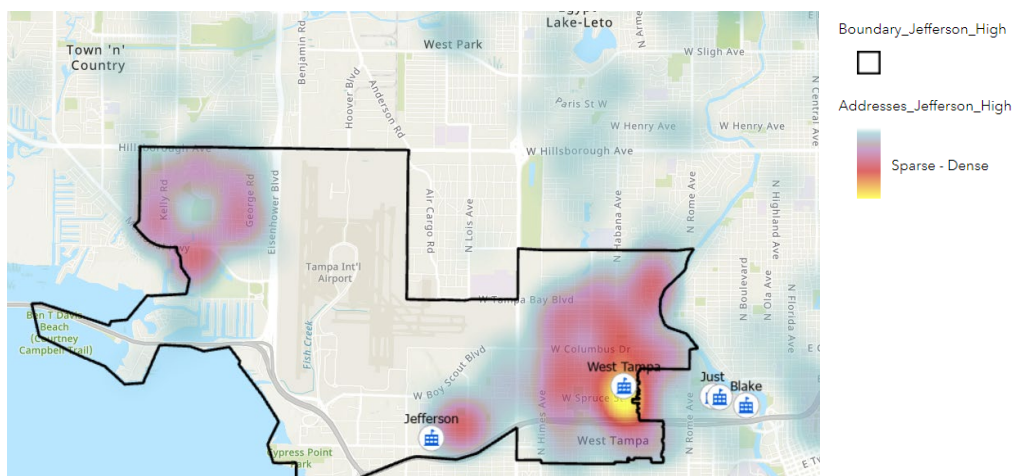 Lake-Leto
Town 'n'
Country
Benjamin Rd
West Park
W Sligh Ave
Hoover Blvd
Anderson Rd
Paris St W
W Henry Ave
W Henry Ave
N Central Ave
W Hillsborough Ave
Kelly Rd
George Rd
Eisenhower Blvd
Air Cargo Rd
N Lois Ave
N Habana Ave
N Rome Ave
N Highland Ave
Tampa Int'l
Airport
N Boulevard
N Ola Ave
N Florida Ave
W Tampa Bay Blvd
Ben T Davis
Beach
(Courtney
Campbell Trail)
Fish Creek
W Columbus Dr
W Boy Scout Blvd
West Tampa
Just
Blake
W Spruce St
Jefferson
N Himes Ave
N Rome Ave
West Tampa
Cypress Point
Park
Boundary_Jefferson_High
Addresses_Jefferson_High
Sparse - Dense